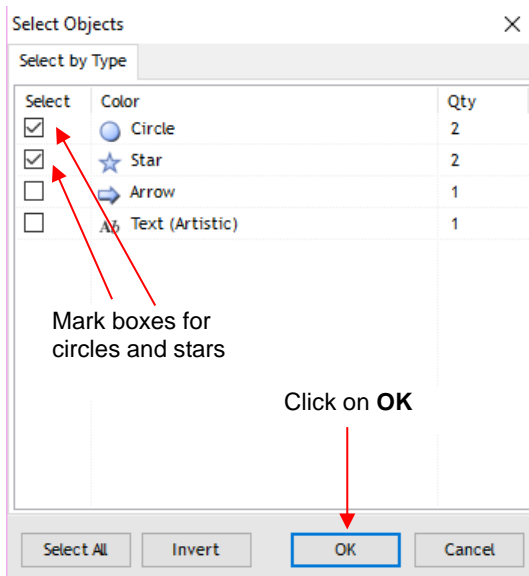 Select Objects
Select by Type
Select Color Qty
Circle 2
Star 2
Arrow 1
Ab Text (Artistic) 1
Mark boxes for
circles and stars
Click on OK
Select All Invert OK Cancel